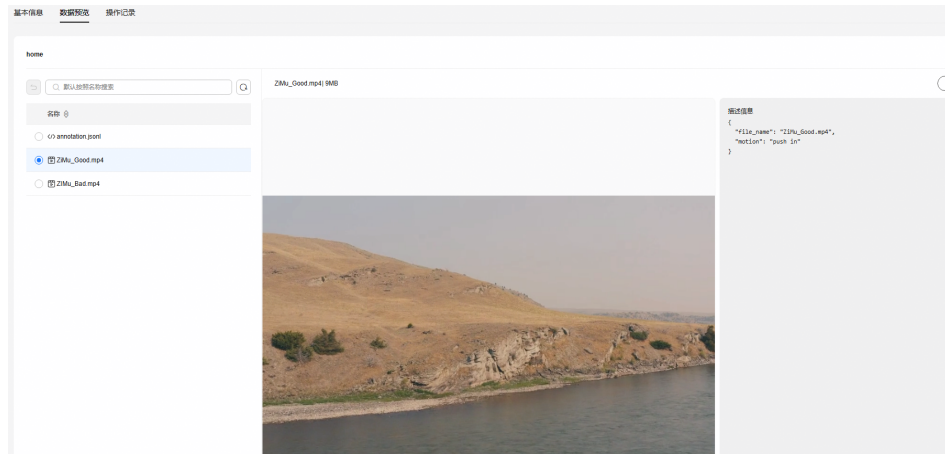 基本信息 数据预览 操作记录
home
默认按照名称搜索
ZiMu_Good.mp4| 9MB
名称
</> annotation.jsonl
ZiMu_Good.mp4
ZiMu_Bad.mp4
描述信息
{
"file_name": "ZiMu_Good.mp4",
"motion": "push in"
}